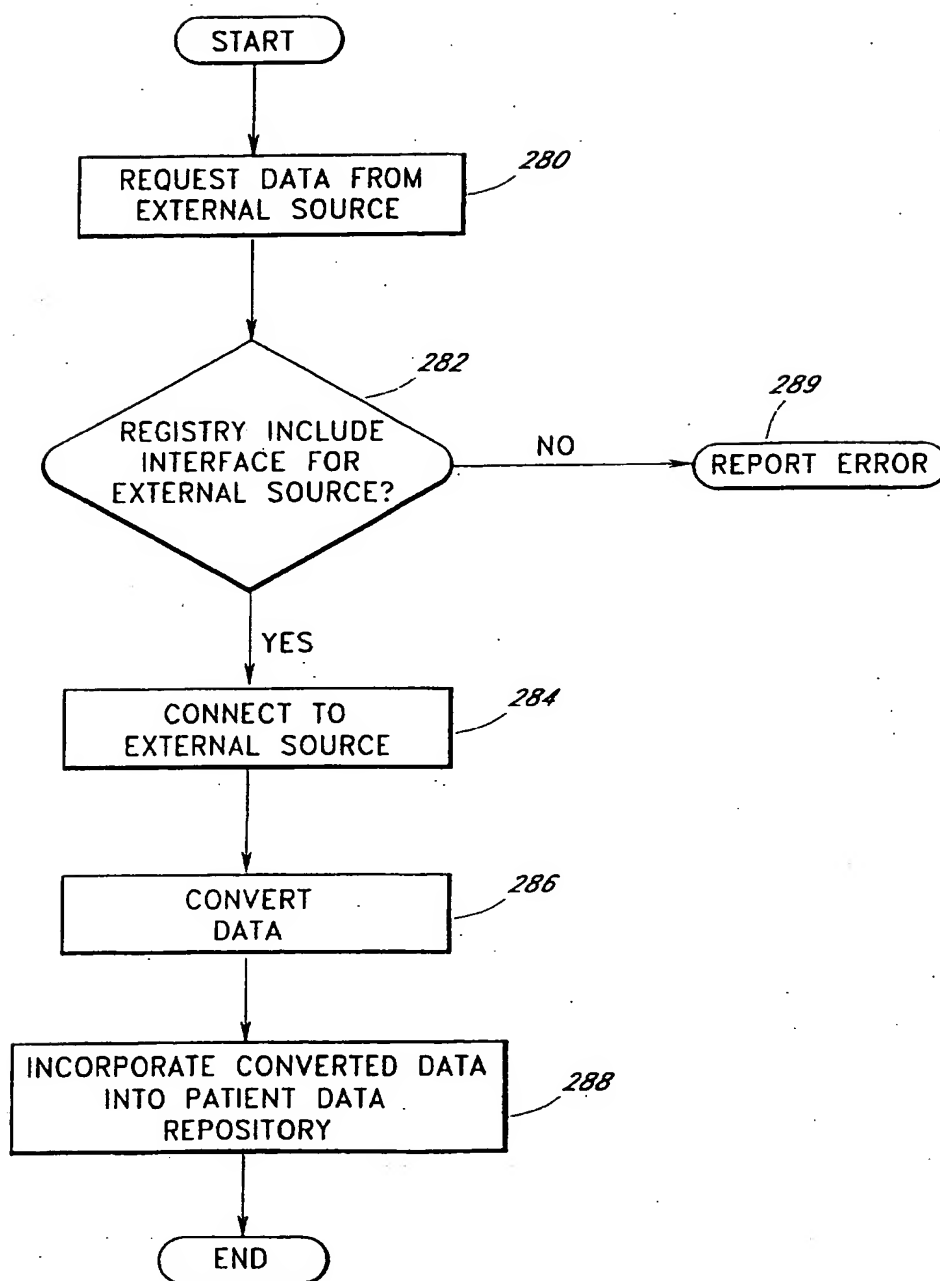 START
REQUEST DATA FROM
EXTERNAL SOURCE
280
REGISTRY INCLUDE
INTERFACE FOR
EXTERNAL SOURCE?
282
NO
REPORT ERROR
289
YES
CONNECT TO
EXTERNAL SOURCE
284
CONVERT
DATA
286
INCORPORATE CONVERTED DATA
INTO PATIENT DATA
REPOSITORY
288
END